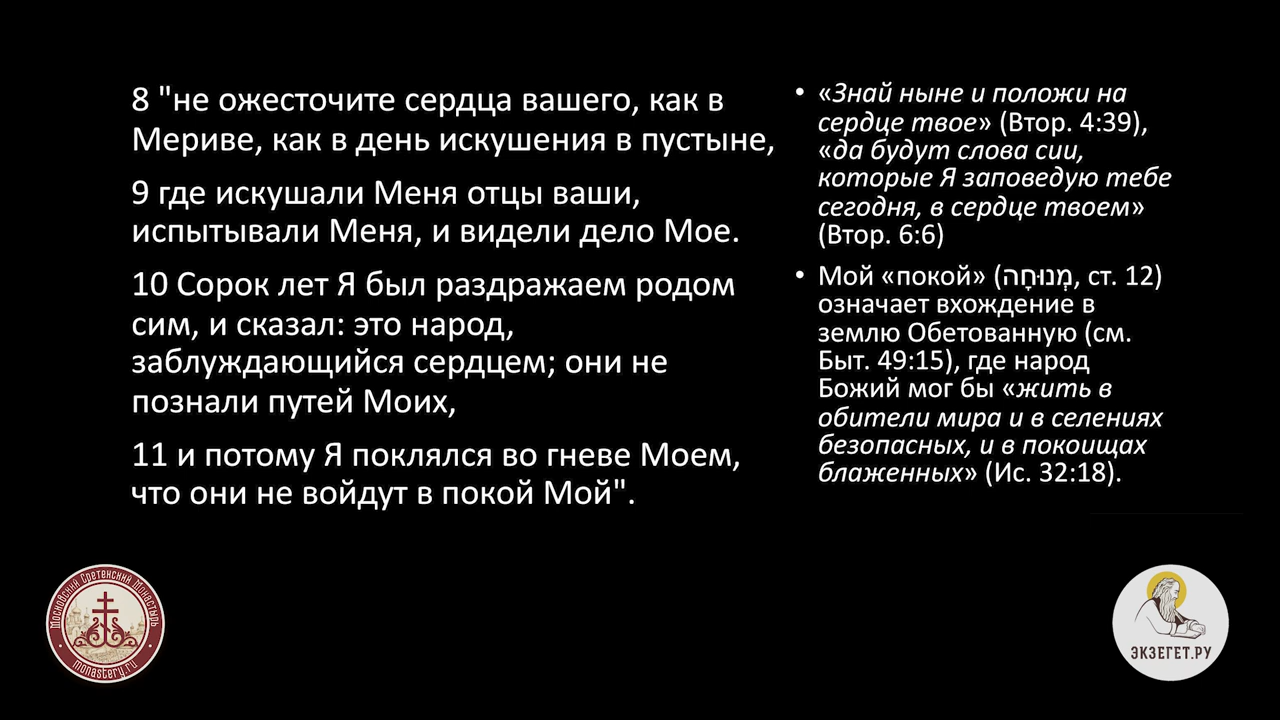 8 "не ожесточите сердца вашего, как в
Мериве, как в день искушения в пустыне,
9 где искушали Меня отцы ваши,
испытывали Меня, и видели дело Мое.
10 Сорок лет Я был раздражаем родом
сим, и сказал: это народ,
заблуждающийся сердцем; они не
познали путей Моих,
11 и потому Я поклялся во гневе Моем,
что они не войдут в покой Мой".
• «Знай ныне и положи на
сердце твое» (Втор. 4:39),
«да будут слова сии,
которые Я заповедую тебе
сегодня, в сердце твоем»
(Втор. 6:6)
• Мой «покой» (מְנוּחָה, ст. 12)
означает вхождение в
землю Обетованную (см.
Быт. 49:15), где народ
Божий мог бы «жить в
обители мира и в селениях
безопасных, и в покоищах
блаженных» (Ис. 32:18).
Московский Сретенский Монастырь
monastery.ru
ЭКЗЕГЕТ.РУ